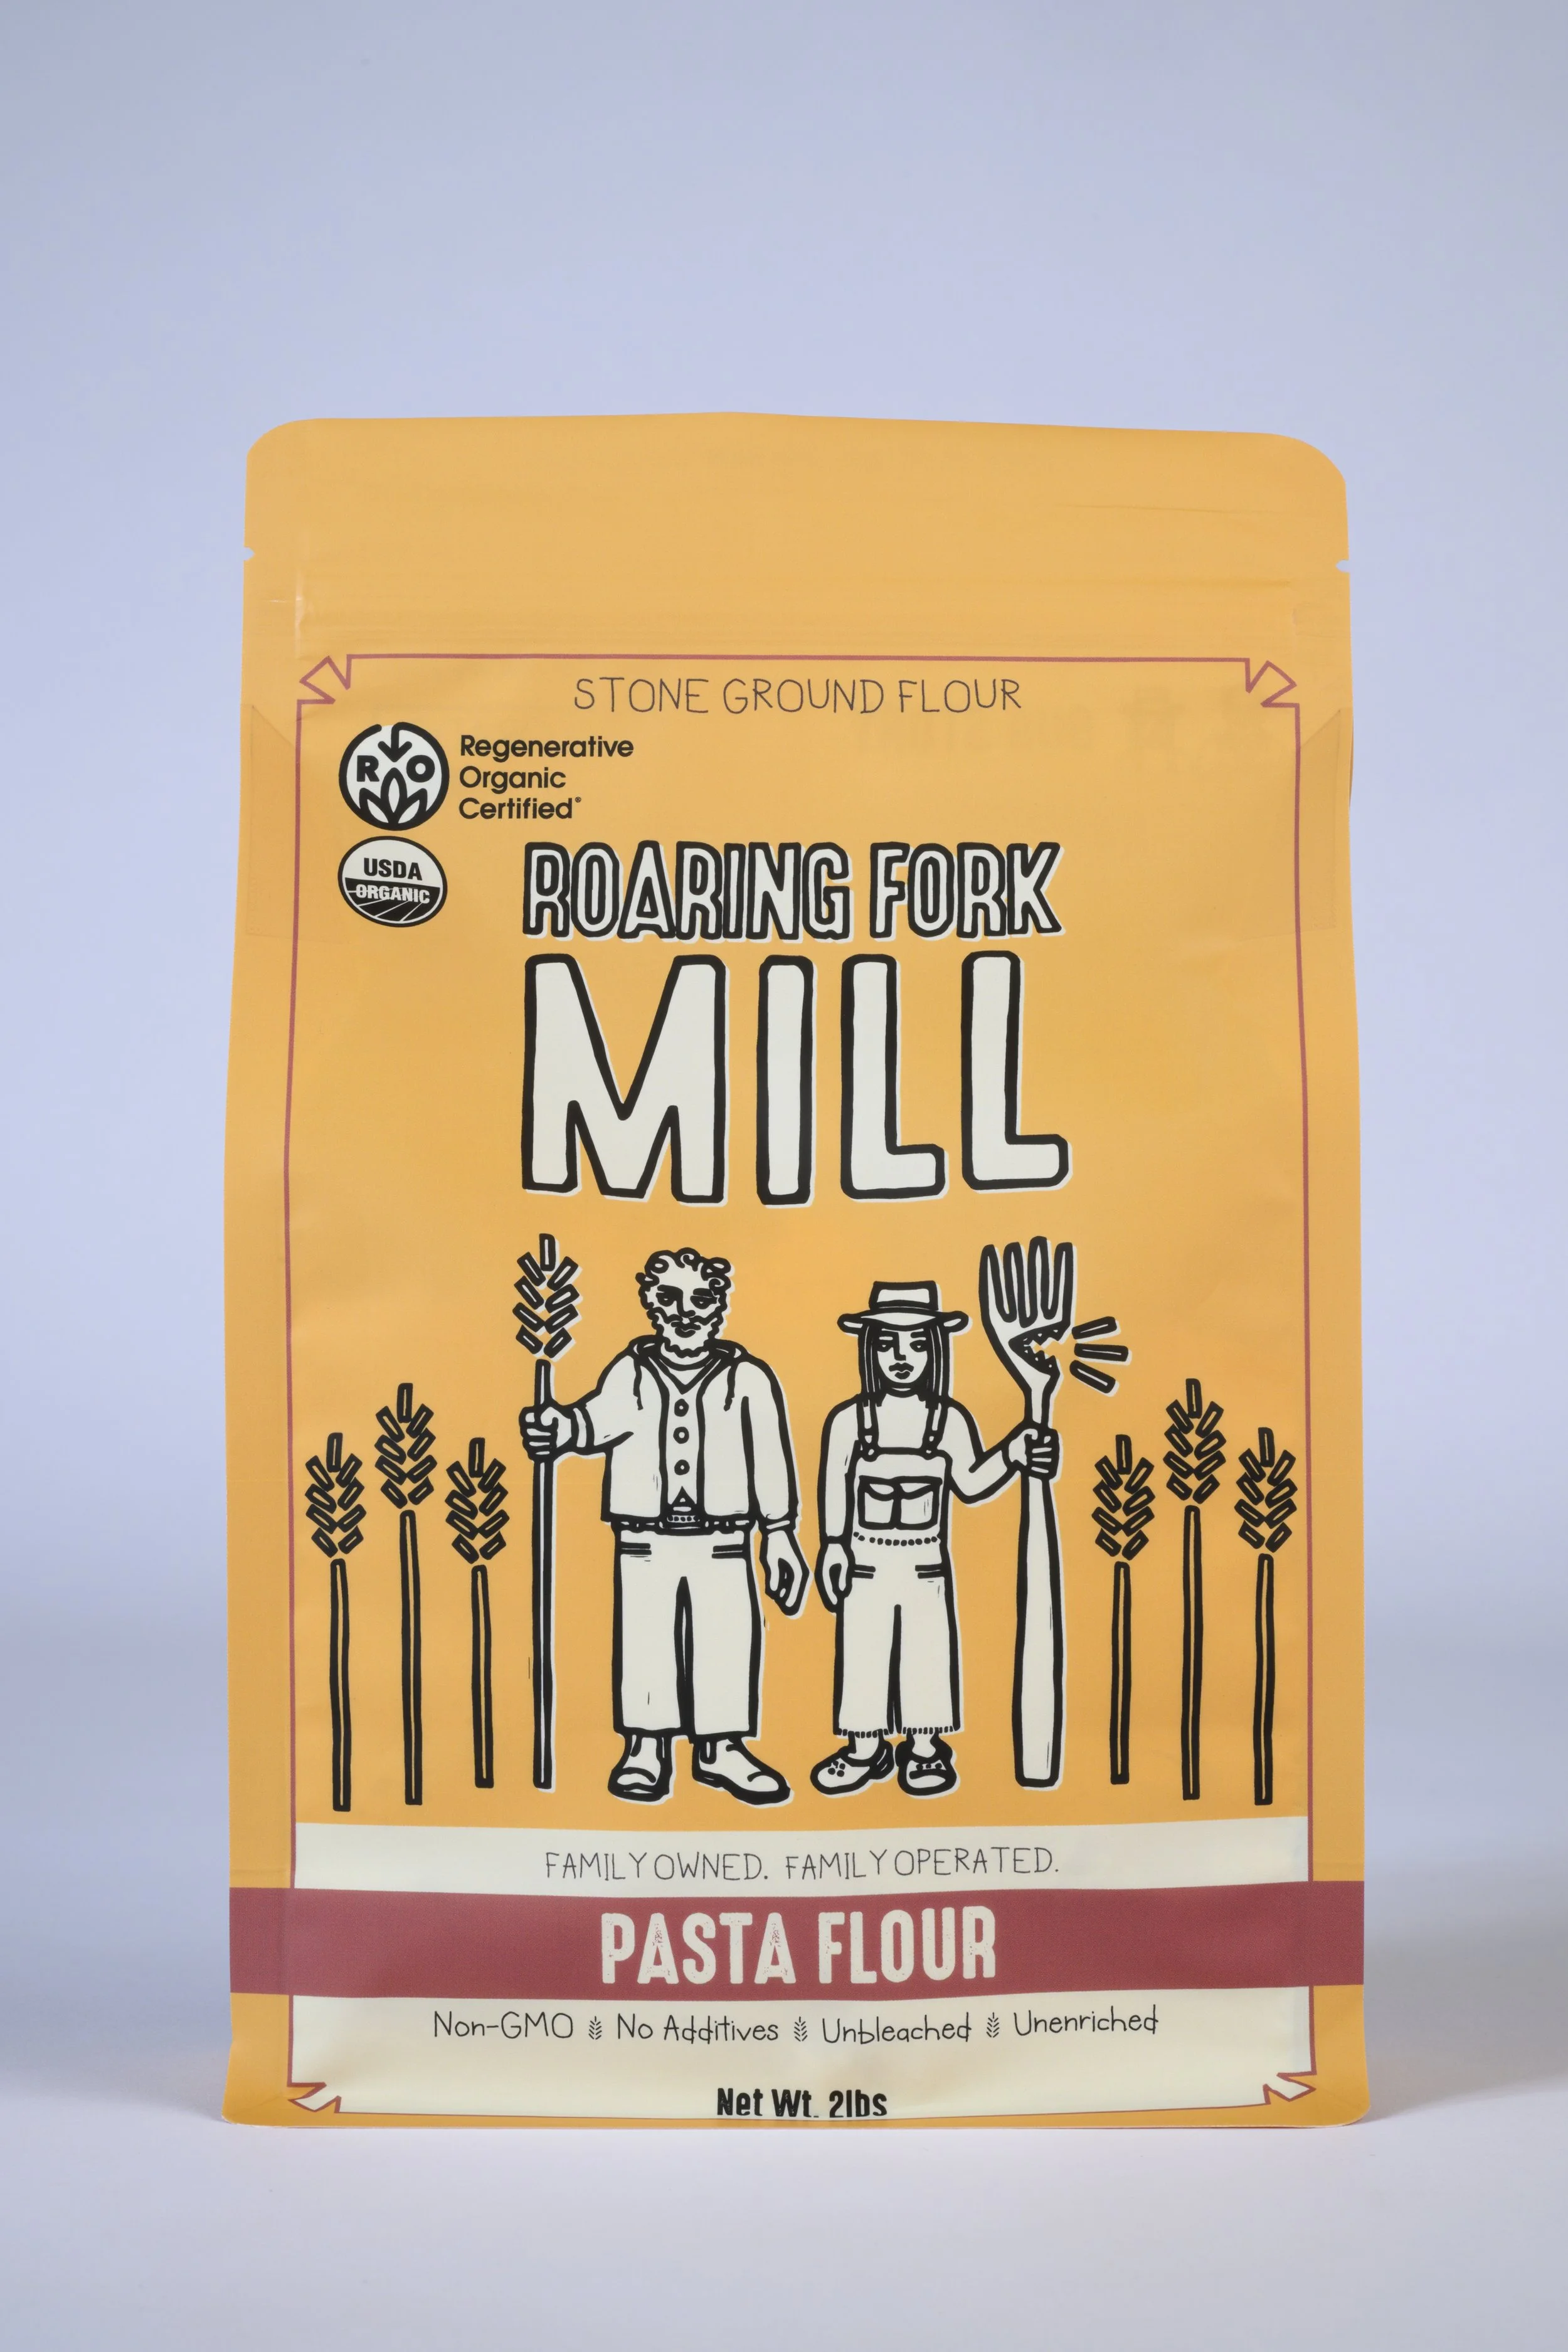 STONE GROUND FLOUR
R O
Regenerative
Organic
Certified®
USDA
ORGANIC
ROARING FORK
MILL
FAMILY OWNED. FAMILY OPERATED.
PASTA FLOUR
Non-GMO No Additives Unbleached Unenriched
Net Wt. 2lbs